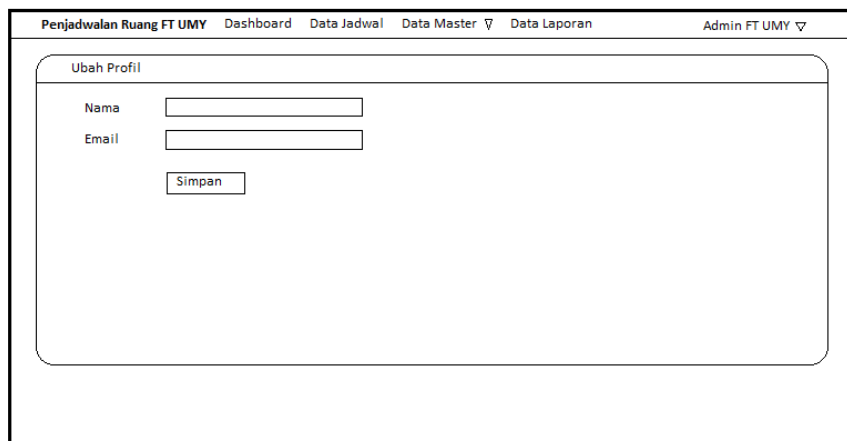 Penjadwalan Ruang FT UMY Dashboard Data Jadwal Data Master Data Laporan Admin FT UMY
Ubah Profil
Nama
Email
Simpan